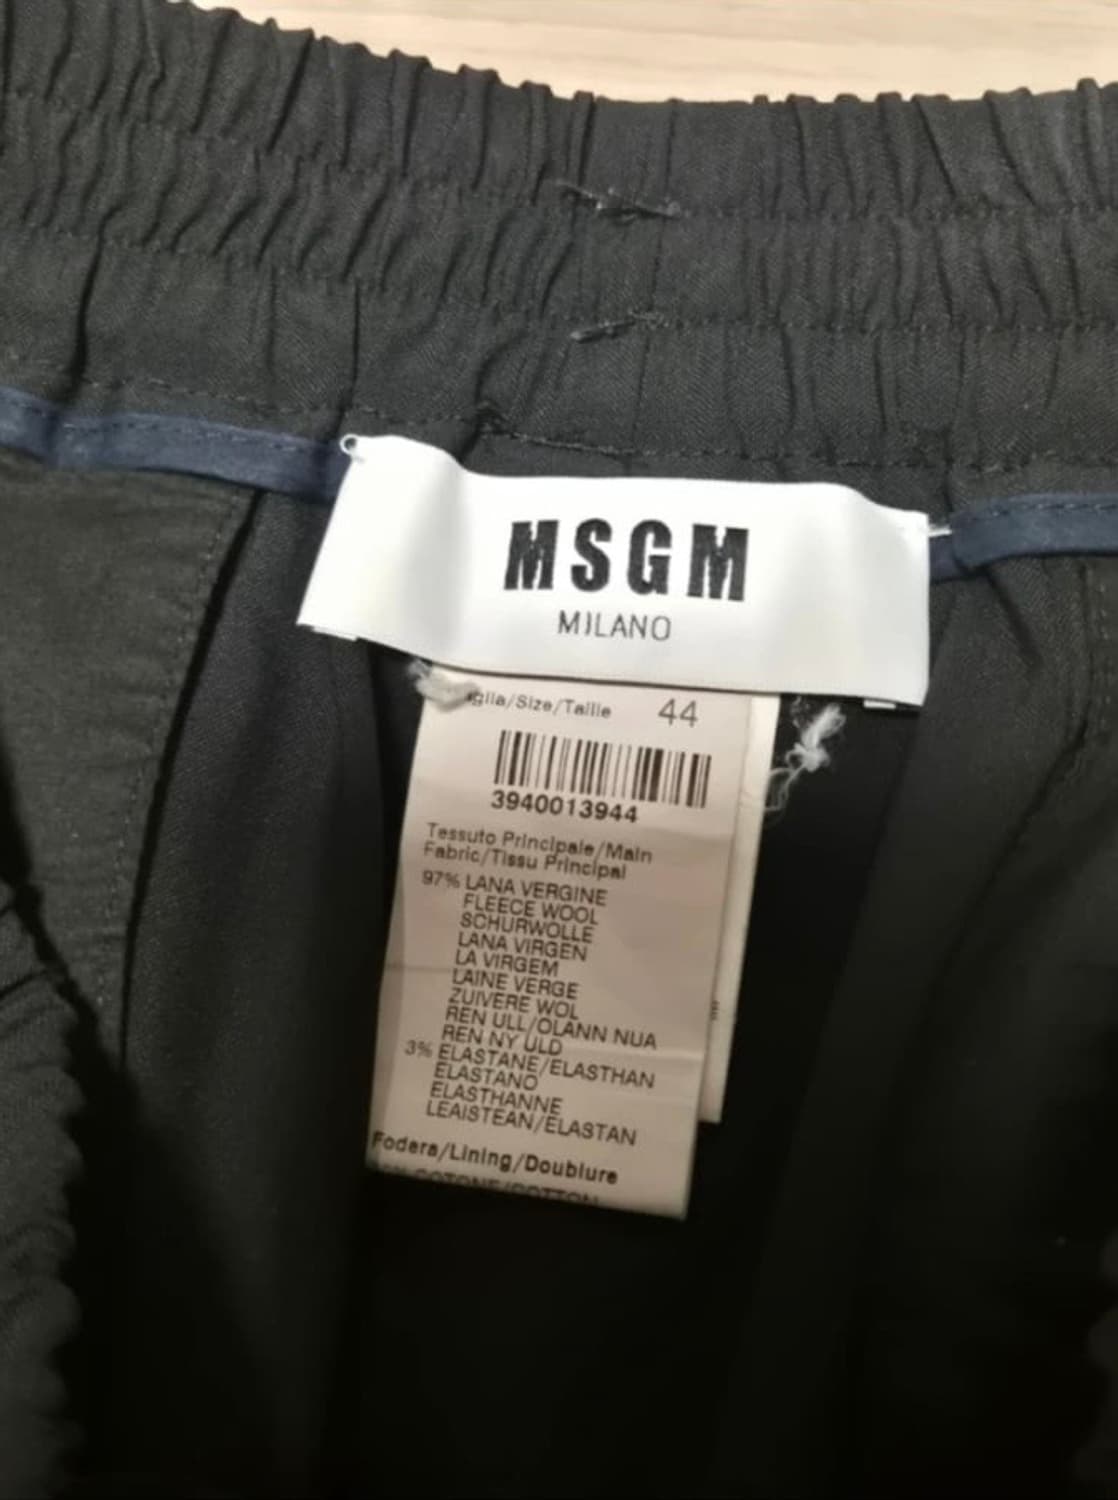 MSGM
MILANO
/Size/Taille 44
3940013944
Tessuto Principale/Main
Fabric/Tissu Principal
97% LANA VERGINE
FLEECE WOOL
SCHURWOLLE
LANA VIRGEN
LA VIRGEM
LAINE VERGE
ZUIVERE WOL
REN ULL/OLANN NUA
REN NY ULD
3% ELASTANE/ELASTHAN
ELASTANO
ELASTHANNE
LEAISTEAN/ELASTAN
Fodera/Lining/Doublure
COTONE/COTTON